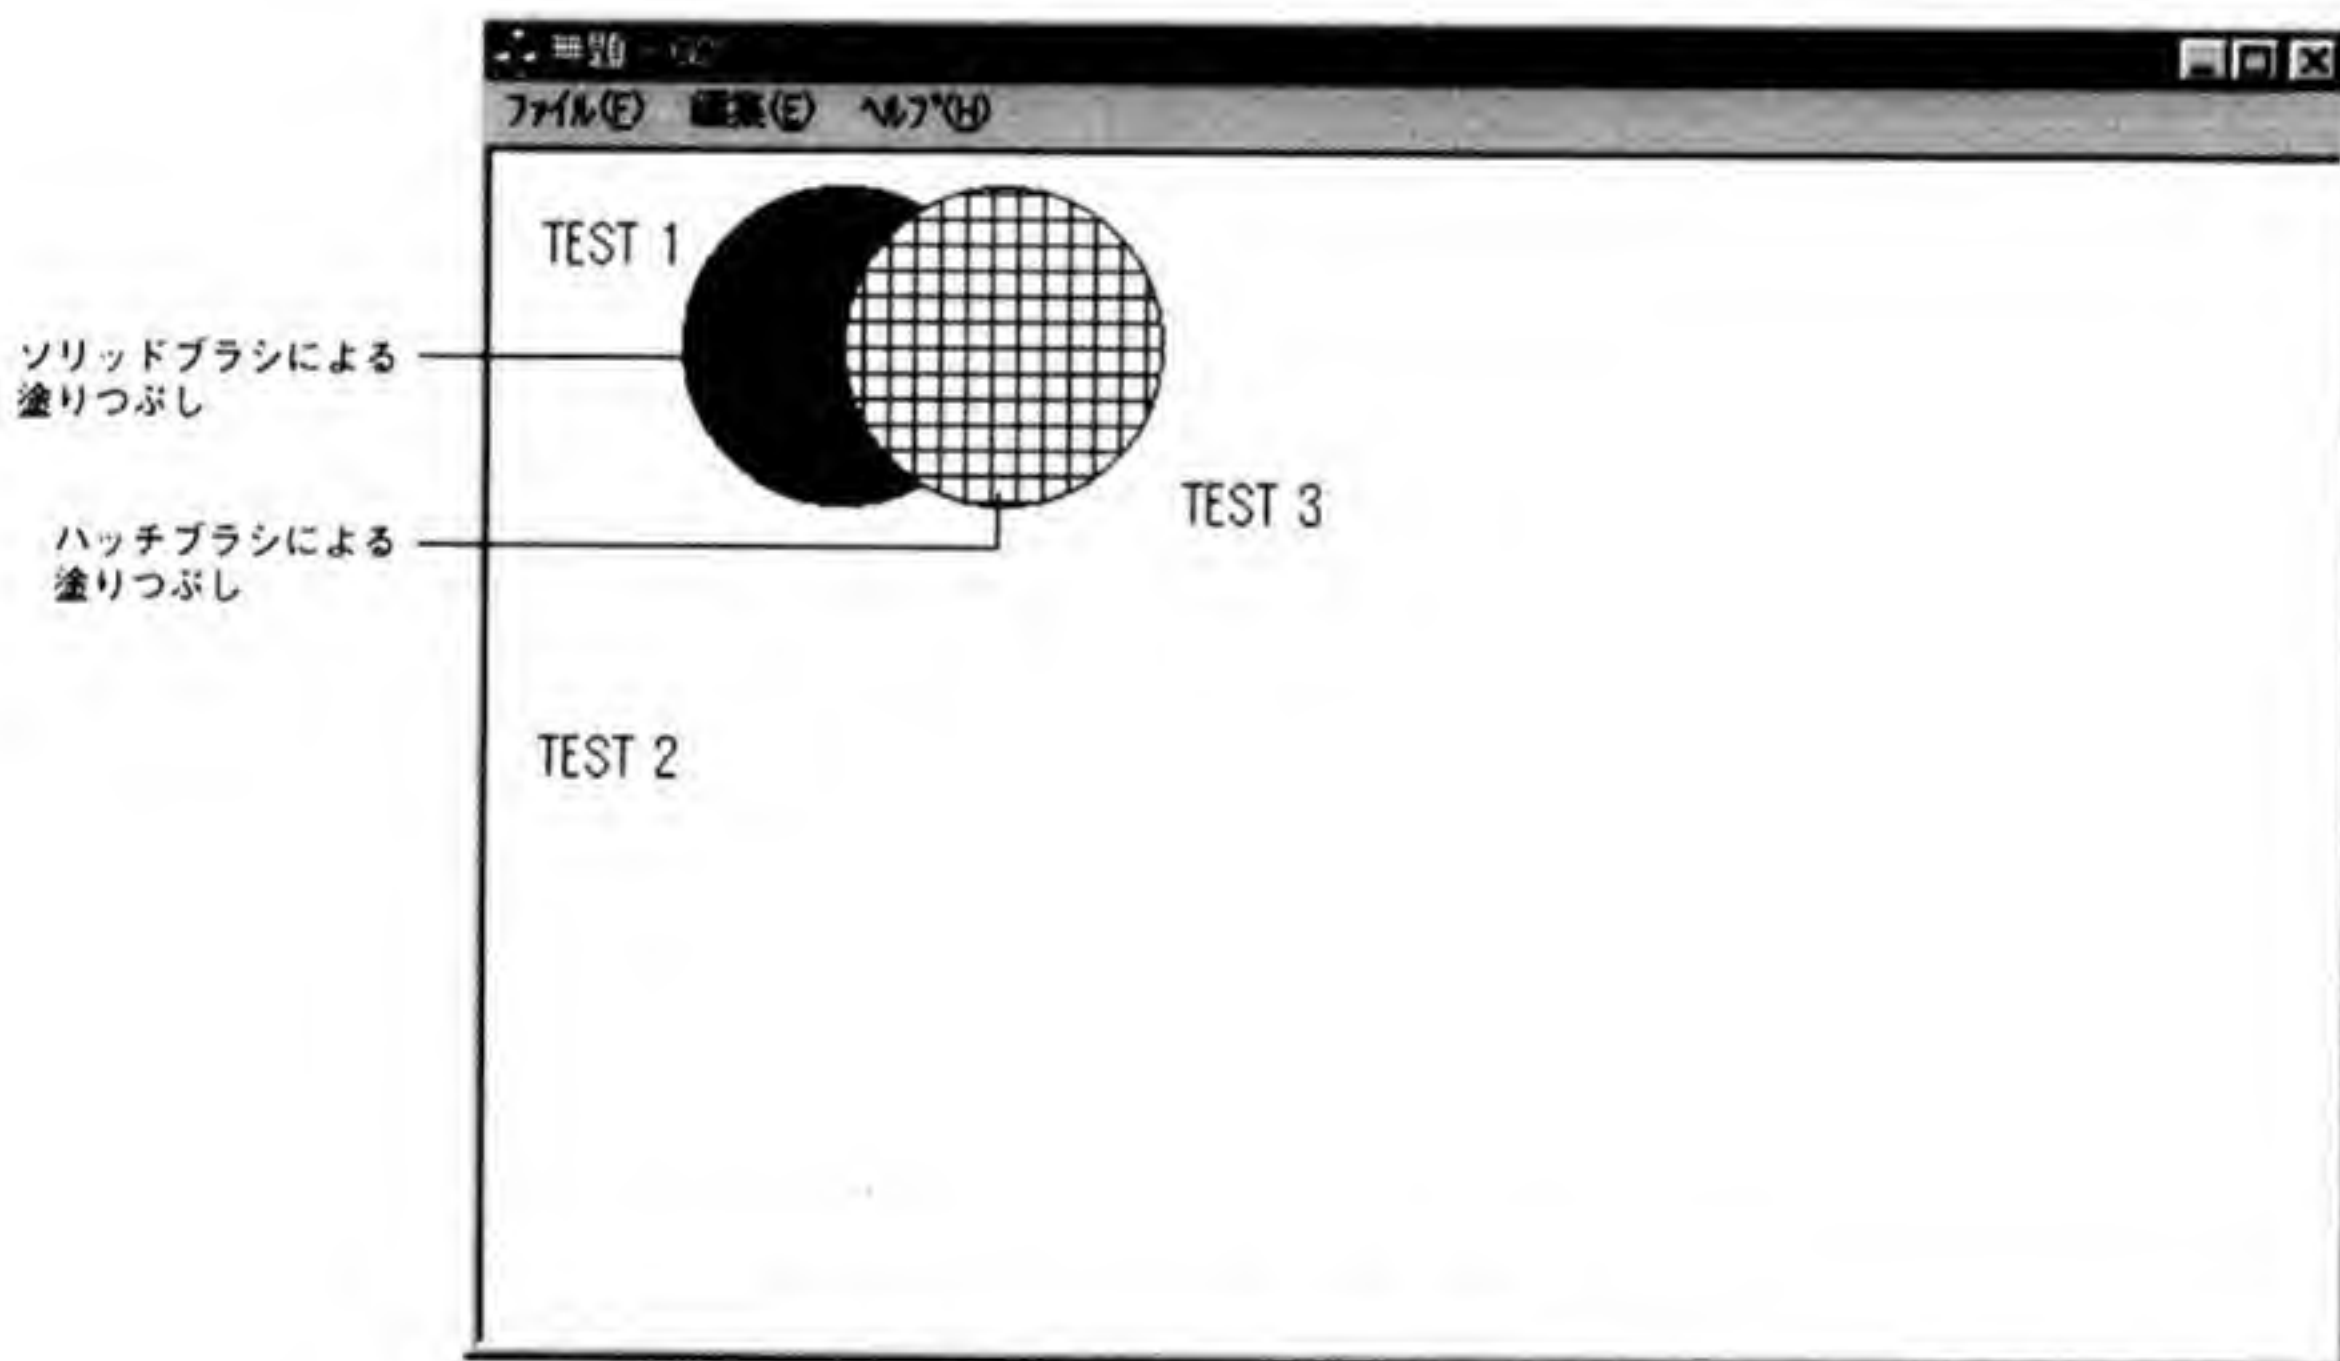 無題 -
ファイル(F) 編集(E) ヘルプ(H)
TEST 1
ソリッドブラシによる
塗りつぶし
TEST 3
ハッチブラシによる
塗りつぶし
TEST 2